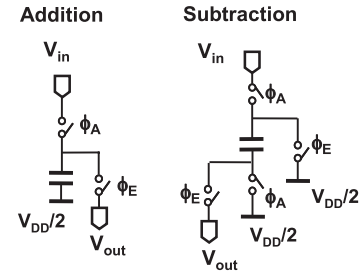 Addition
V_in
ϕ_A
ϕ_E
V_DD/2
V_out
Subtraction
V_in
ϕ_A
ϕ_E
ϕ_E
ϕ_A
V_DD/2
V_DD/2
V_out